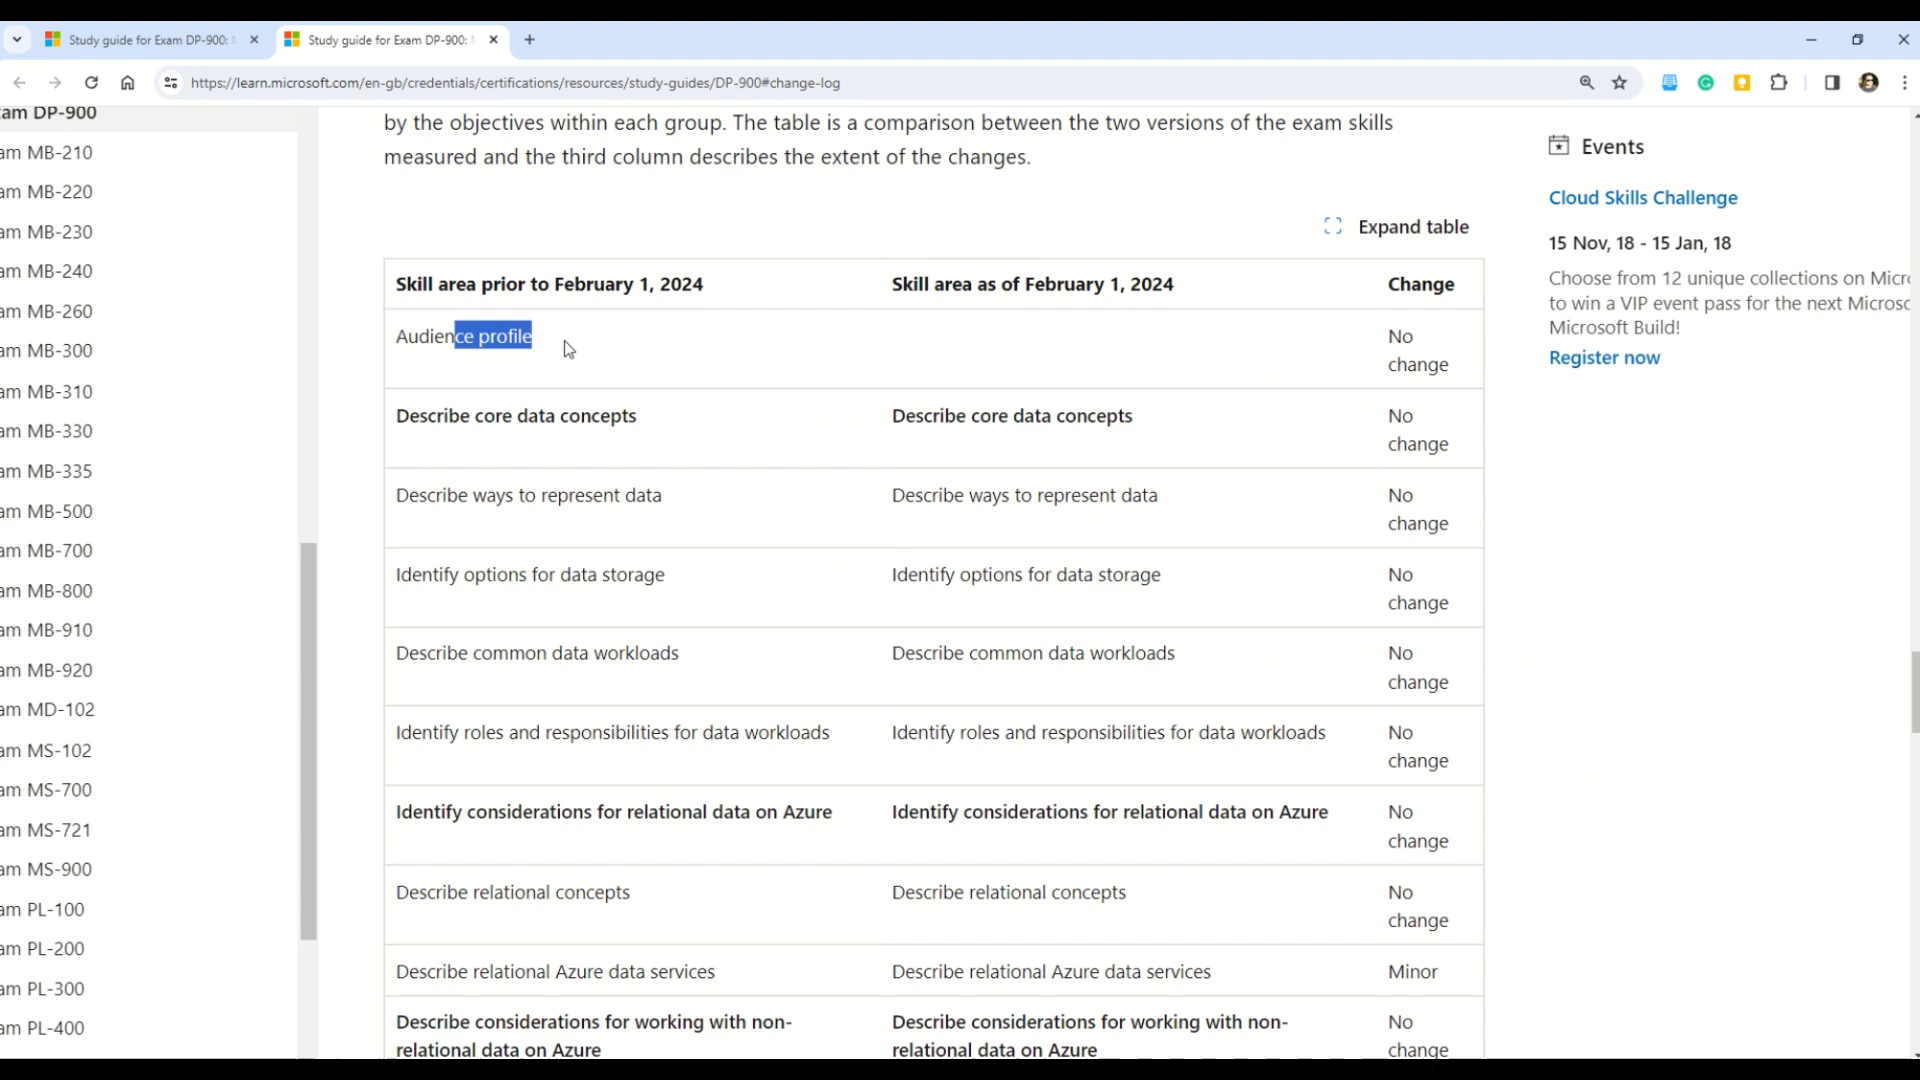 Study guide for Exam DP-900:
Study guide for Exam DP-900:
https://learn.microsoft.com/en-gb/credentials/certifications/resources/study-guides/DP-900#change-log
am DP-900
am MB-210
am MB-220
am MB-230
am MB-240
am MB-260
am MB-300
am MB-310
am MB-330
am MB-335
am MB-500
am MB-700
am MB-800
am MB-910
am MB-920
am MD-102
am MS-102
am MS-700
am MS-721
am MS-900
am PL-100
am PL-200
am PL-300
am PL-400
by the objectives within each group. The table is a comparison between the two versions of the exam skills
measured and the third column describes the extent of the changes.
Expand table
Skill area prior to February 1, 2024 Skill area as of February 1, 2024 Change
Audience profile No
change
Describe core data concepts Describe core data concepts No
change
Describe ways to represent data Describe ways to represent data No
change
Identify options for data storage Identify options for data storage No
change
Describe common data workloads Describe common data workloads No
change
Identify roles and responsibilities for data workloads Identify roles and responsibilities for data workloads No
change
Identify considerations for relational data on Azure Identify considerations for relational data on Azure No
change
Describe relational concepts Describe relational concepts No
change
Describe relational Azure data services Describe relational Azure data services Minor
Describe considerations for working with non- Describe considerations for working with non- No
relational data on Azure relational data on Azure change
Events
Cloud Skills Challenge
15 Nov, 18 - 15 Jan, 18
Choose from 12 unique collections on Micr
to win a VIP event pass for the next Microso
Microsoft Build!
Register now